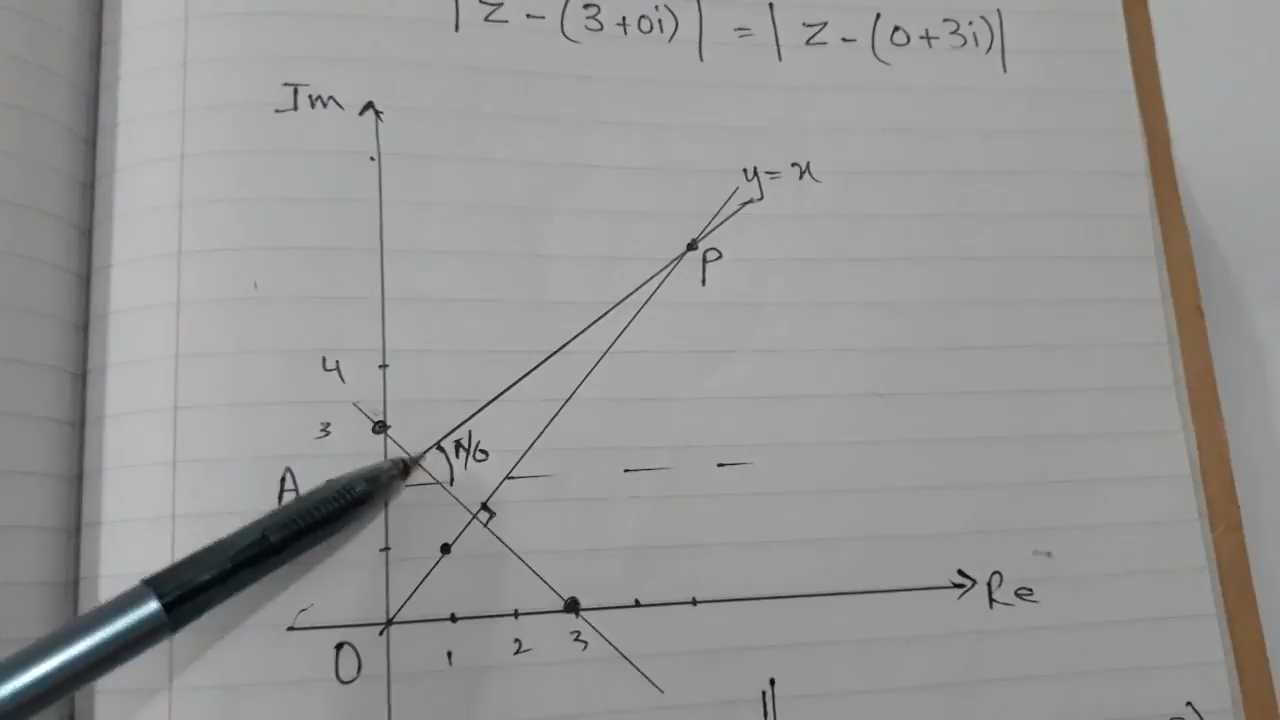 |z-(3+0i)| = |z-(0+3i)|
Im
y=x
P
4
3
π/6
A
Re
O
1
2
3